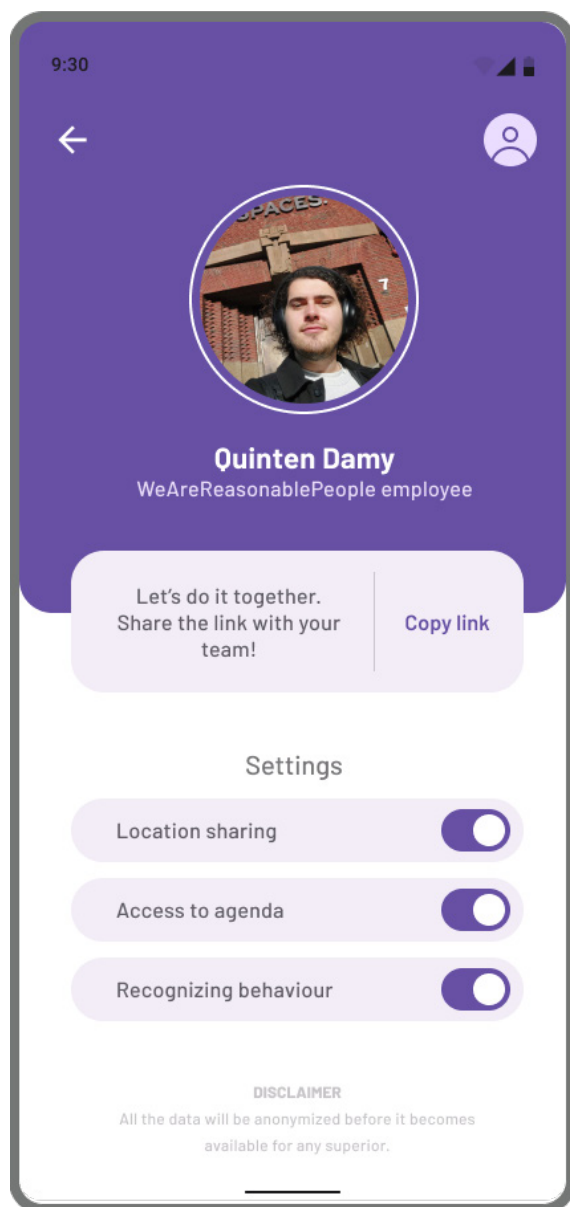 9:30
SPACES.
7
Quinten Damy
WeAreReasonablePeople employee
Let's do it together.
Share the link with your
team!
Copy link
Settings
Location sharing
Access to agenda
Recognizing behaviour
DISCLAIMER
All the data will be anonymized before it becomes
available for any superior.